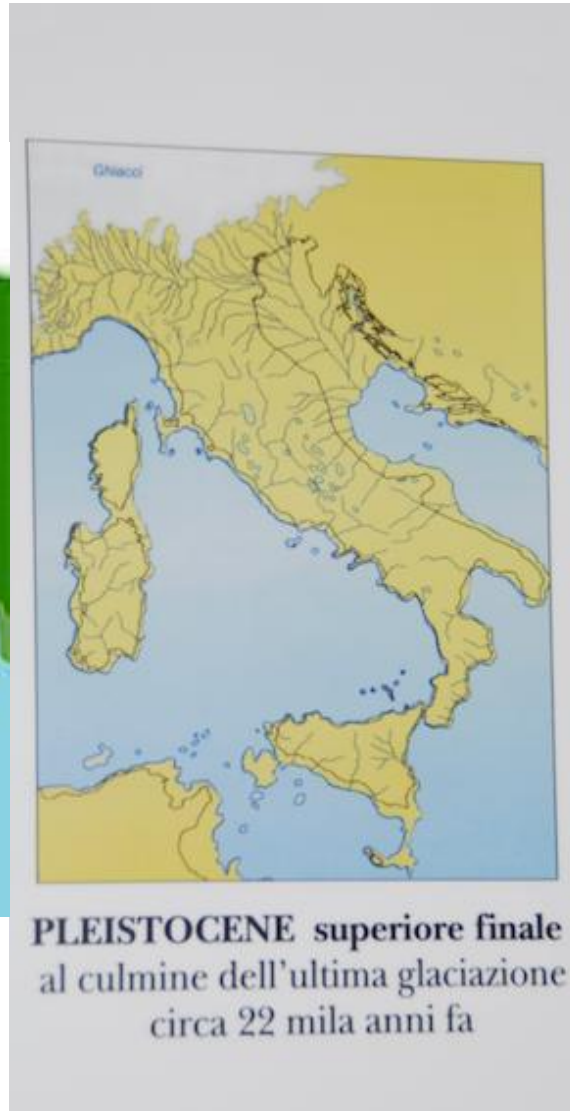 Ghiacci
PLEISTOCENE superiore finale
al culmine dell'ultima glaciazione
circa 22 mila anni fa